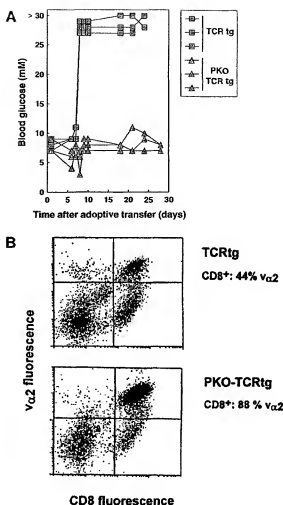 A
> 30
25
20
15
10
5
0
Blood glucose (mM)
0 5 10 15 20 25 30
Time after adoptive transfer (days)
TCR tg
PKO
TCR tg
B
TCRtg
CD8+: 44% vα2
PKO-TCRtg
CD8+: 88 % vα2
vα2 fluorescence
CD8 fluorescence